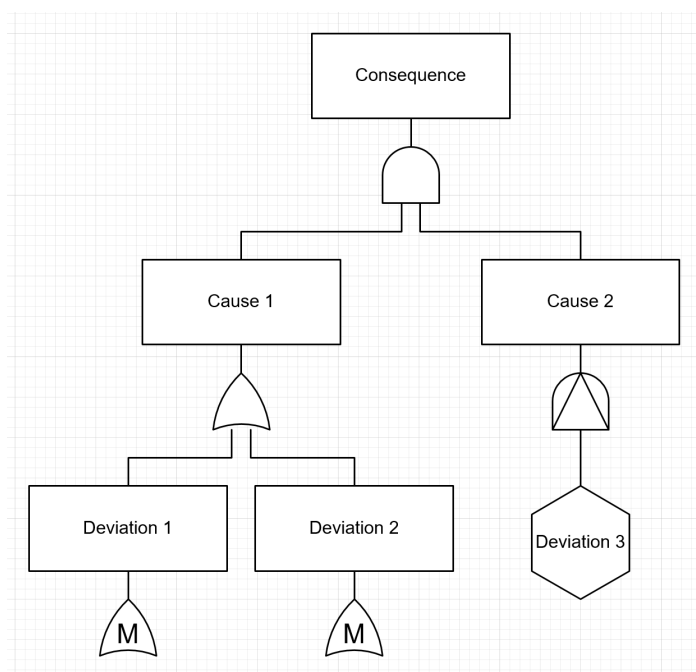 Consequence
Cause 1
Cause 2
Deviation 1
Deviation 2
Deviation 3
M
M